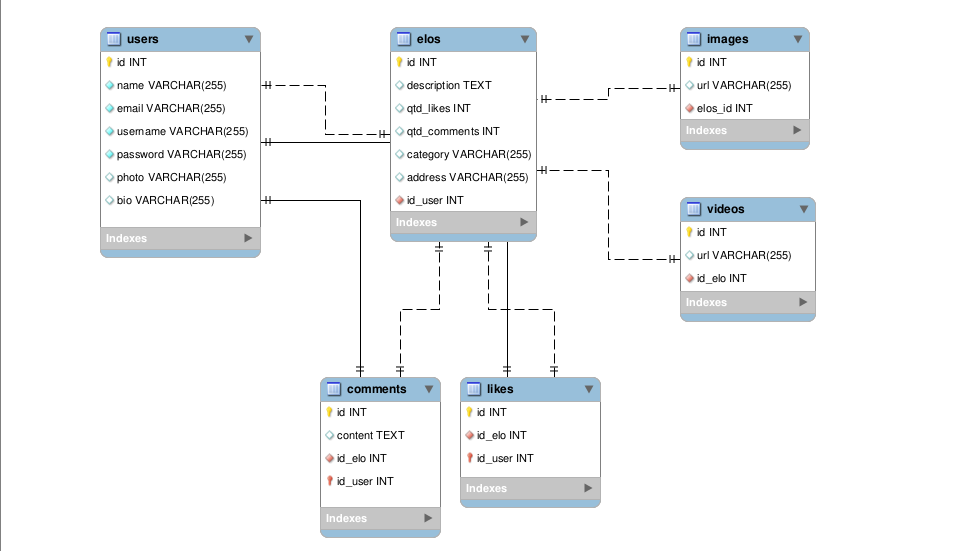 users
id INT
name VARCHAR(255)
email VARCHAR(255)
username VARCHAR(255)
password VARCHAR(255)
photo VARCHAR(255)
bio VARCHAR(255)
Indexes
elos
id INT
description TEXT
qtd_likes INT
qtd_comments INT
category VARCHAR(255)
address VARCHAR(255)
id_user INT
Indexes
images
id INT
url VARCHAR(255)
elos_id INT
Indexes
videos
id INT
url VARCHAR(255)
id_elo INT
Indexes
comments
id INT
content TEXT
id_elo INT
id_user INT
Indexes
likes
id INT
id_elo INT
id_user INT
Indexes